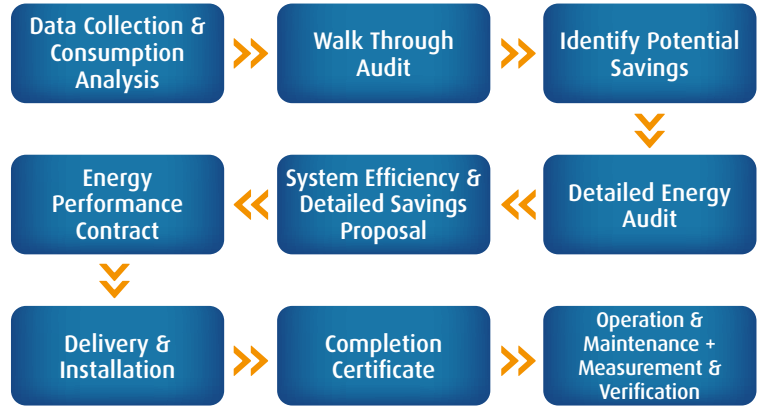 Data Collection &
Consumption
Analysis
Walk Through
Audit
Identify Potential
Savings
Detailed Energy
Audit
System Efficiency &
Detailed Savings
Proposal
Energy
Performance
Contract
Delivery &
Installation
Completion
Certificate
Operation &
Maintenance +
Measurement &
Verification